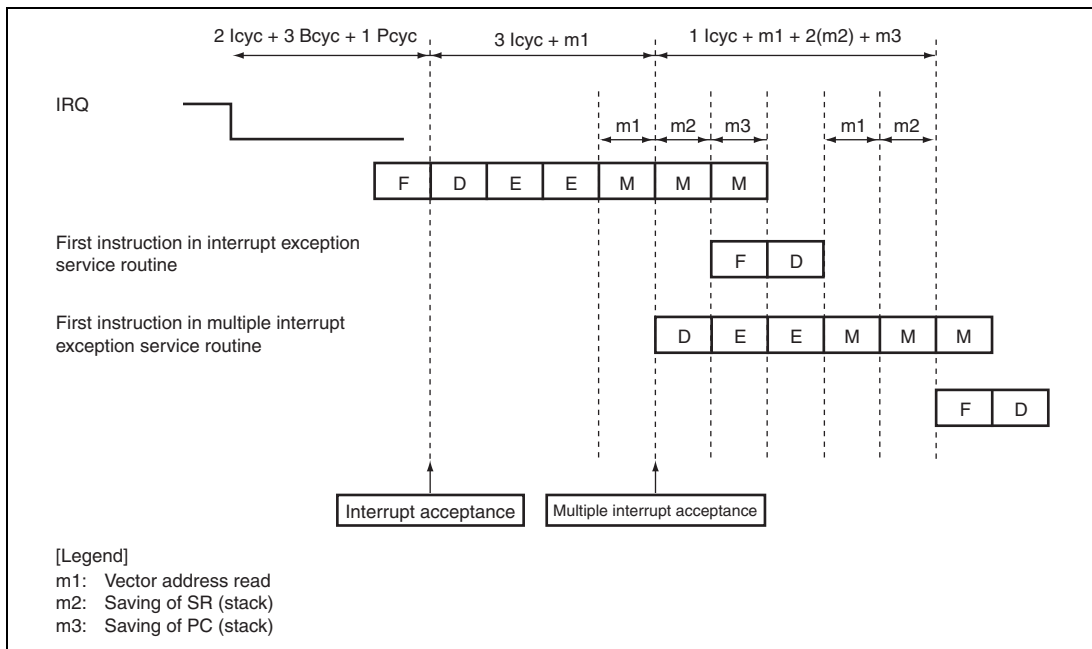 2 Icyc + 3 Bcyc + 1 Pcyc 3 Icyc + m1 1 Icyc + m1 + 2(m2) + m3
IRQ m1 m2 m3 m1 m2
F D E E M M M
First instruction in interrupt exception
service routine
F D
First instruction in multiple interrupt
exception service routine
D E E M M M
F D
Interrupt acceptance Multiple interrupt acceptance
[Legend]
m1: Vector address read
m2: Saving of SR (stack)
m3: Saving of PC (stack)